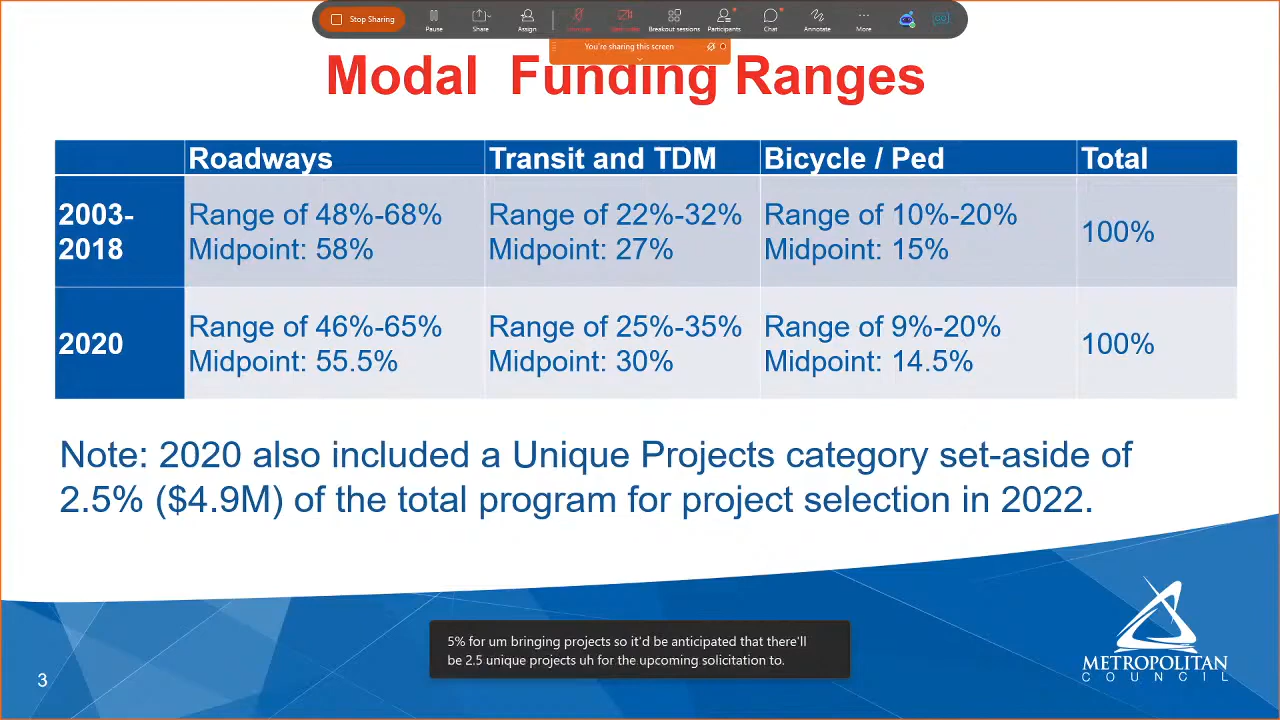 Stop Sharing
Pause
Share
Assign
Breakout sessions
Participants
Chat
Annotate
More
You're sharing this screen
Modal Funding Ranges
Roadways Transit and TDM Bicycle / Ped Total
2003-
2018
Range of 48%-68%
Midpoint: 58%
Range of 22%-32%
Midpoint: 27%
Range of 10%-20%
Midpoint: 15%
100%
2020
Range of 46%-65%
Midpoint: 55.5%
Range of 25%-35%
Midpoint: 30%
Range of 9%-20%
Midpoint: 14.5%
100%
Note: 2020 also included a Unique Projects category set-aside of
2.5% ($4.9M) of the total program for project selection in 2022.
5% for um bringing projects so it'd be anticipated that there'll
be 2.5 unique projects uh for the upcoming solicitation to.
3
METROPOLITAN
COUNCIL